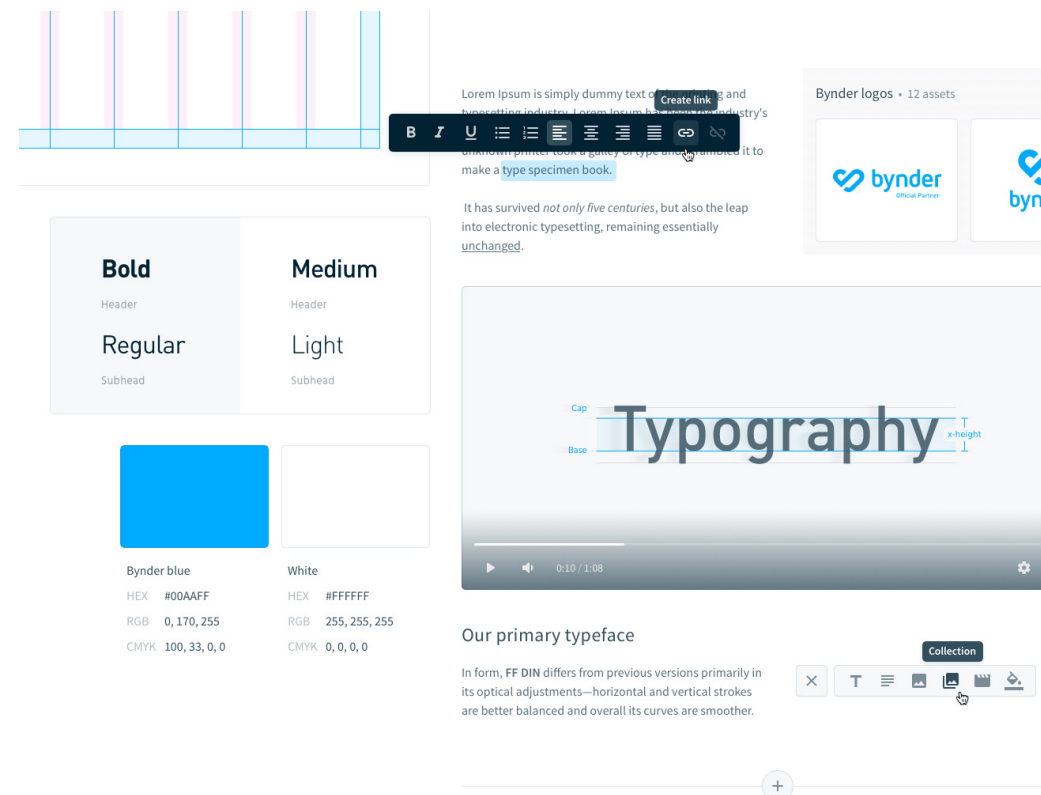 Lorem Ipsum is simply dummy text of the printing and
Create link
typesetting industry. Lorem Ipsum has been the industry's
B I U
unknown printer took a galley of type and scrambled it to
make a type specimen book.
It has survived not only five centuries, but also the leap
into electronic typesetting, remaining essentially
unchanged.
Bynder logos • 12 assets
bynder
Official Partner
Bold
Header
Medium
Header
Regular
Subhead
Light
Subhead
Cap
Base
Typography
x-height
0:10 / 1:08
Bynder blue
HEX #00AAFF
RGB 0, 170, 255
CMYK 100, 33, 0, 0
White
HEX #FFFFFF
RGB 255, 255, 255
CMYK 0, 0, 0, 0
Our primary typeface
In form, FF DIN differs from previous versions primarily in
its optical adjustments—horizontal and vertical strokes
are better balanced and overall its curves are smoother.
Collection
T